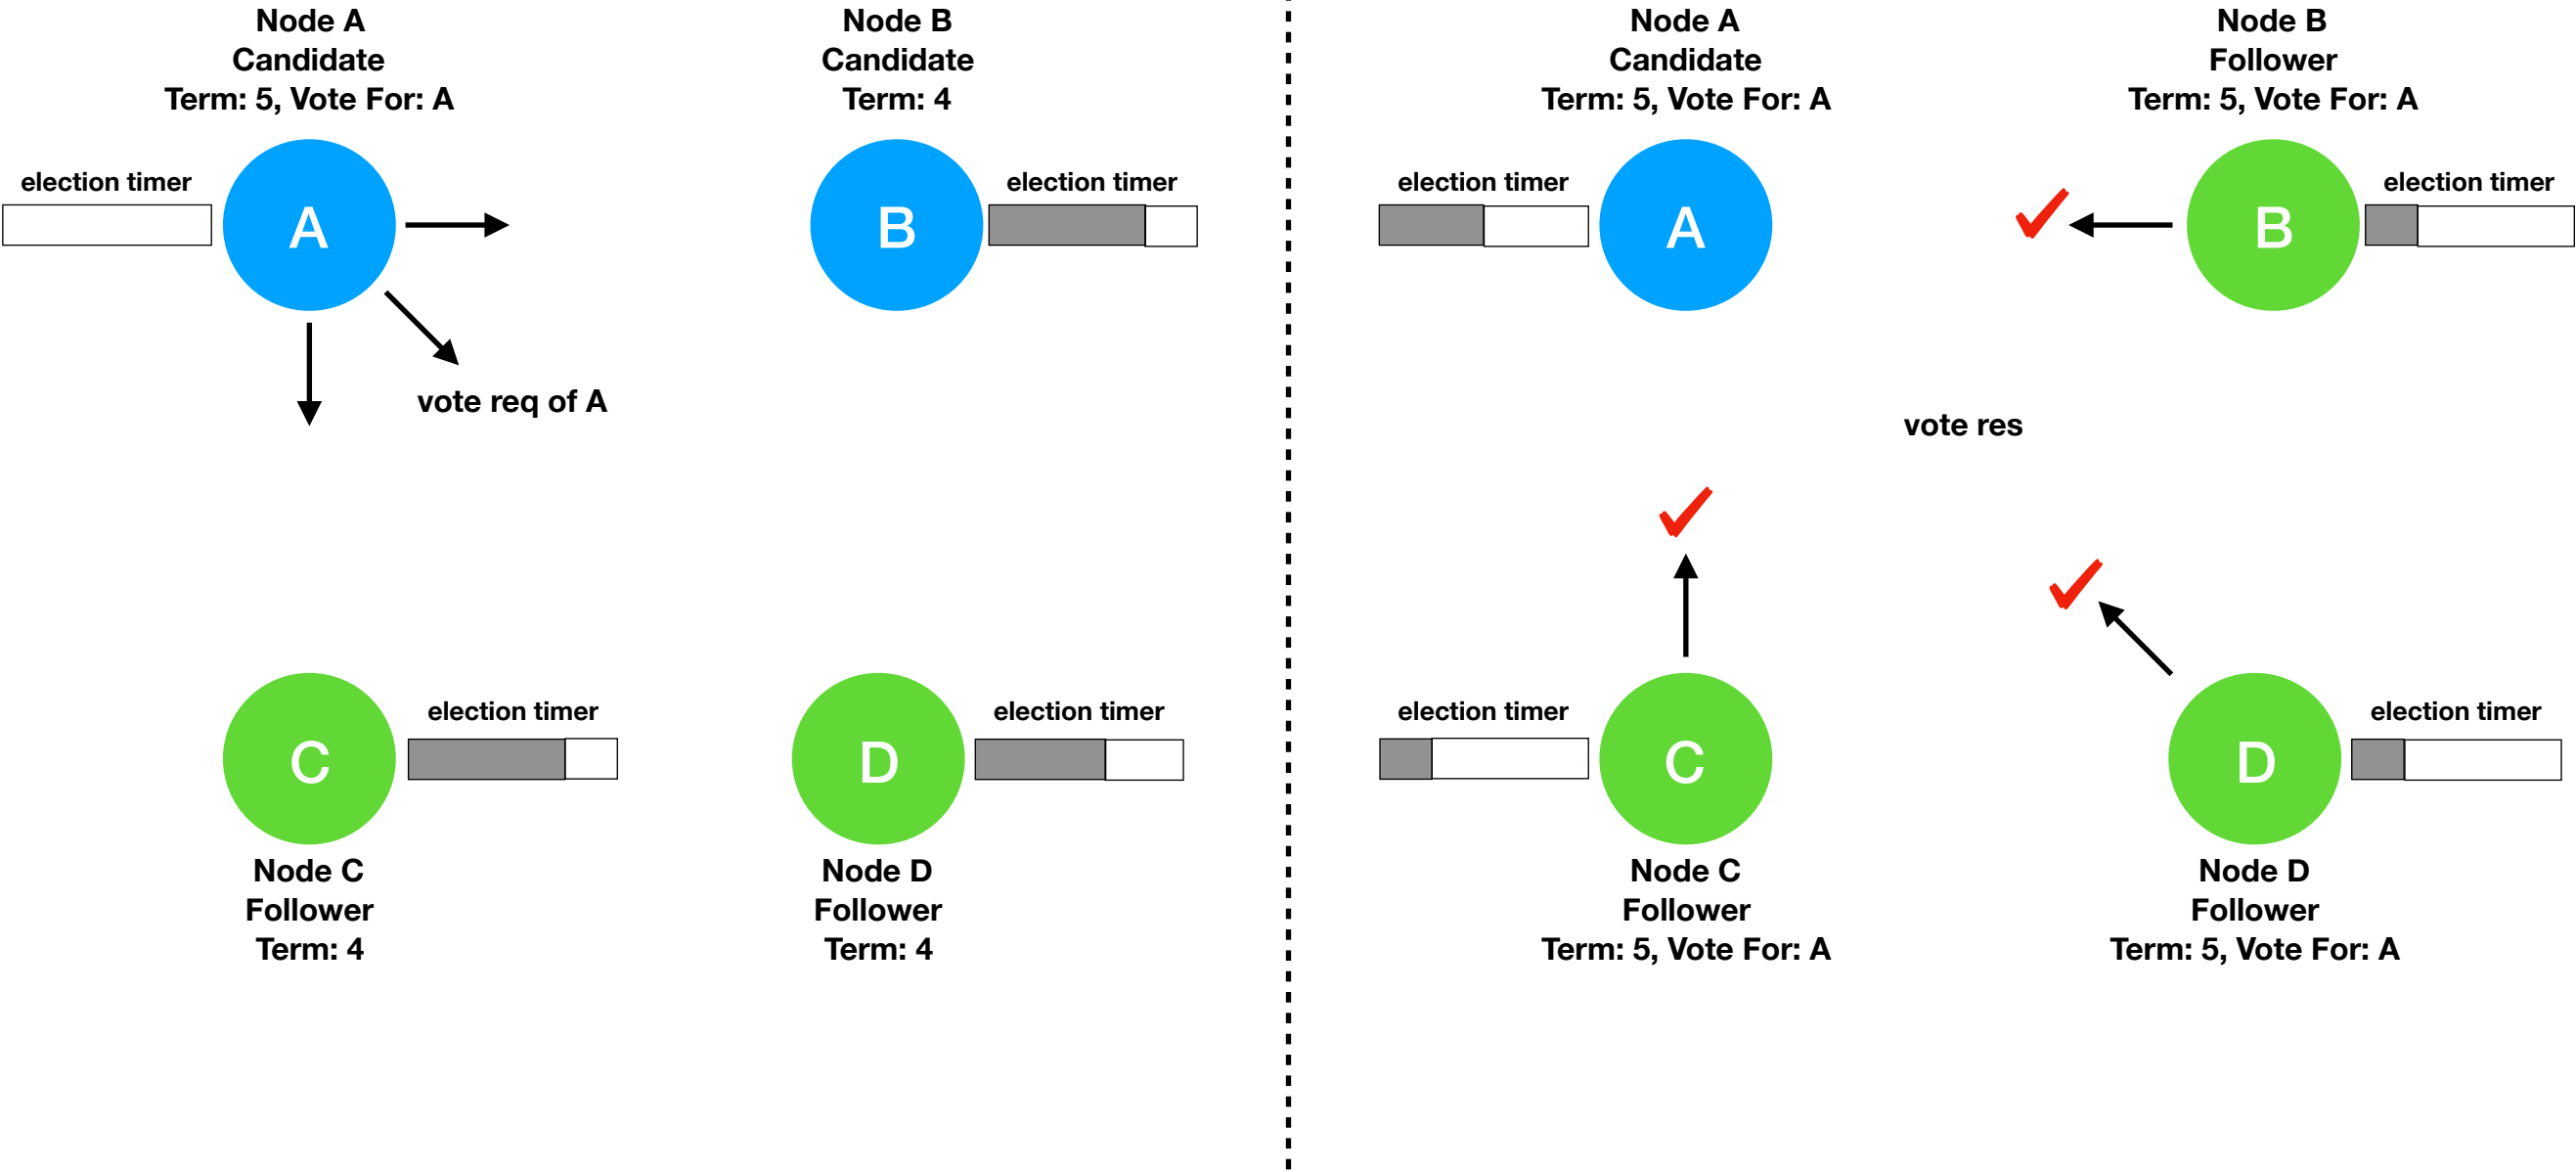 Node A
Candidate
Term: 5, Vote For: A
election timer
A
vote req of A
Node B
Candidate
Term: 4
B
election timer
C
election timer
Node C
Follower
Term: 4
D
election timer
Node D
Follower
Term: 4
Node A
Candidate
Term: 5, Vote For: A
election timer
A
Node B
Follower
Term: 5, Vote For: A
B
election timer
vote res
election timer
C
Node C
Follower
Term: 5, Vote For: A
D
election timer
Node D
Follower
Term: 5, Vote For: A